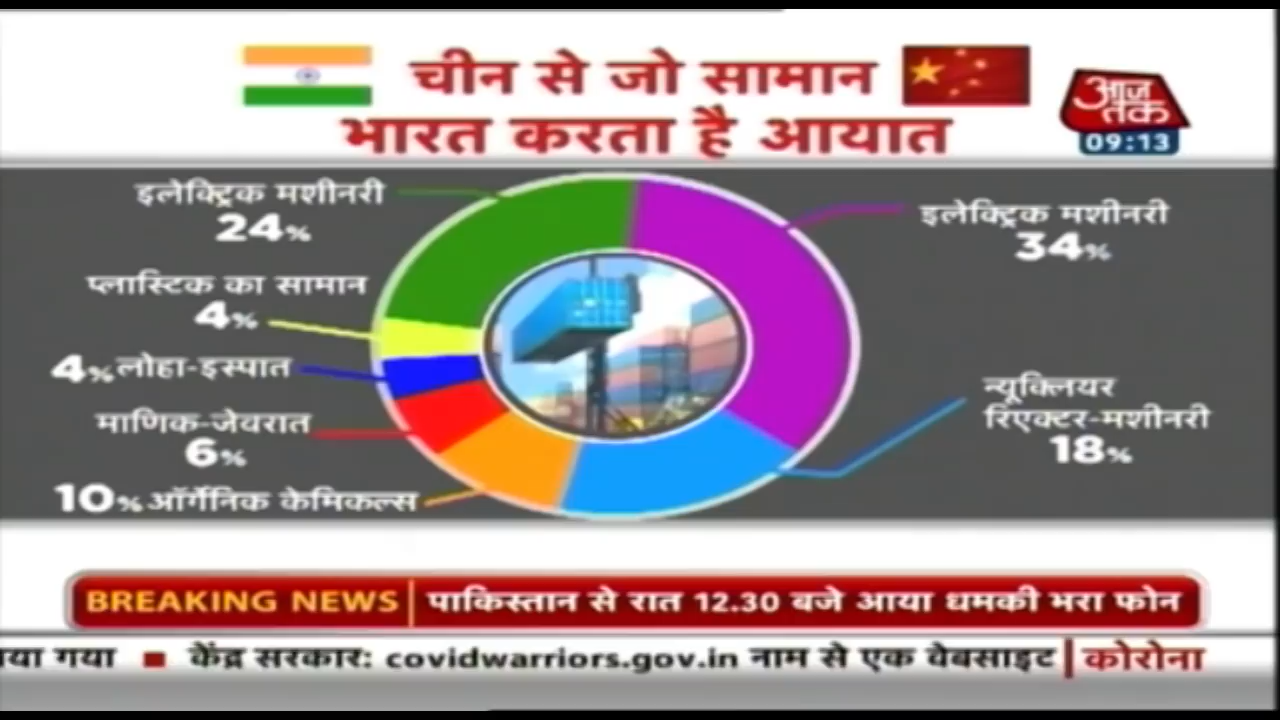 चीन से जो सामान
भारत करता है आयात
आज तक
09:13
इलेक्ट्रिक मशीनरी
24%
प्लास्टिक का सामान
4%
4% लोहा-इस्पात
माणिक-जेवरात
6%
10% ऑर्गेनिक केमिकल्स
इलेक्ट्रिक मशीनरी
34%
न्यूक्लियर
रिएक्टर-मशीनरी
18%
BREAKING NEWS पाकिस्तान से रात 12.30 बजे आया धमकी भरा फोन
गया ■ केंद्र सरकार: covidwarriors.gov.in नाम से एक वेबसाइट कोरोना